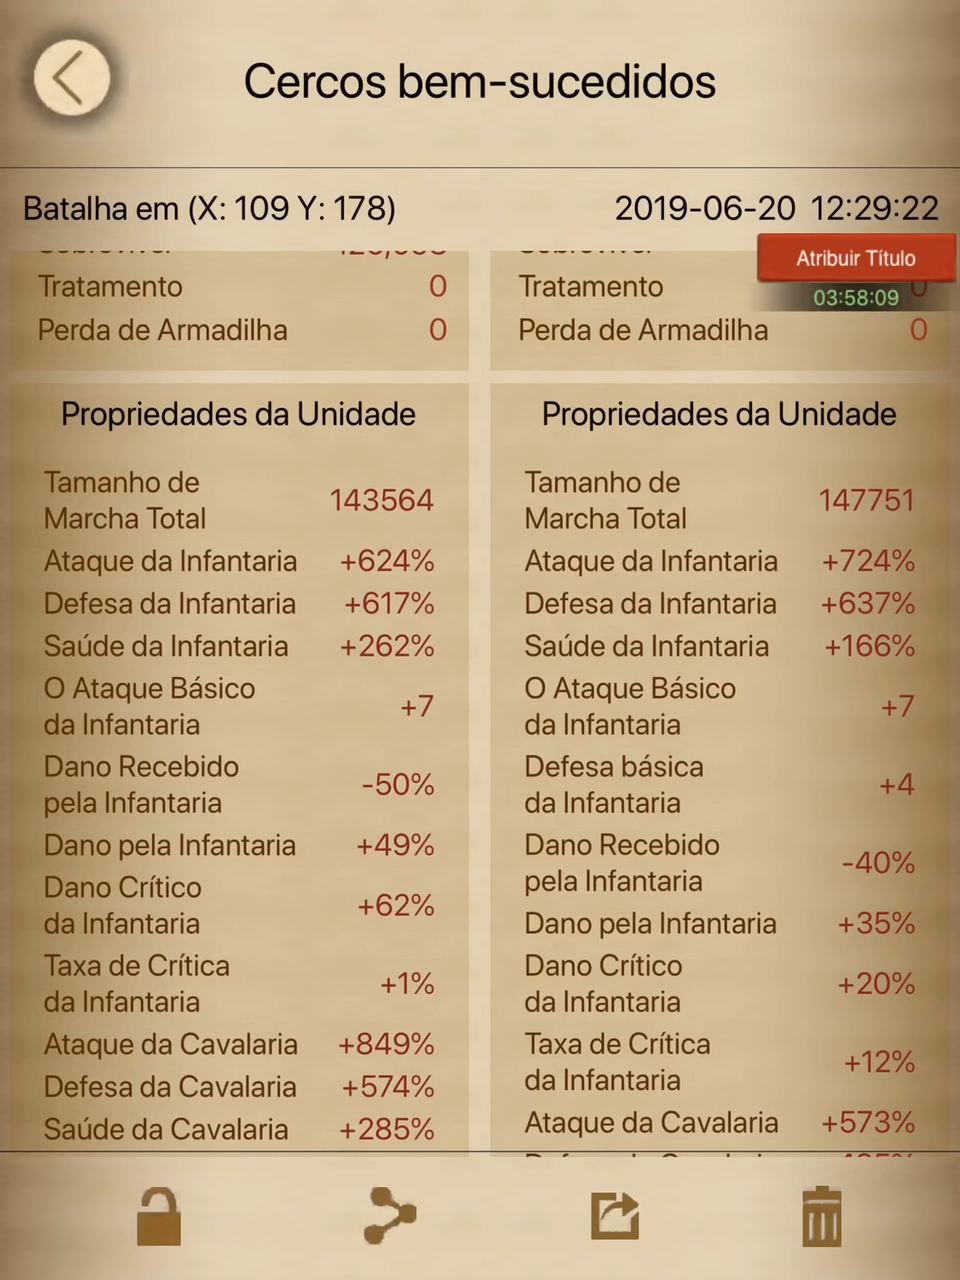 Cercos bem-sucedidos
Batalha em (X: 109 Y: 178)
2019-06-20 12:29:22
Atribuir Título
03:58:09
Tratamento 0
Perda de Armadilha 0
Propriedades da Unidade
Tamanho de
Marcha Total 143564
Ataque da Infantaria +624%
Defesa da Infantaria +617%
Saúde da Infantaria +262%
O Ataque Básico
da Infantaria +7
Dano Recebido
pela Infantaria -50%
Dano pela Infantaria +49%
Dano Crítico
da Infantaria +62%
Taxa de Crítica
da Infantaria +1%
Ataque da Cavalaria +849%
Defesa da Cavalaria +574%
Saúde da Cavalaria +285%
Tratamento 0
Perda de Armadilha 0
Propriedades da Unidade
Tamanho de
Marcha Total 147751
Ataque da Infantaria +724%
Defesa da Infantaria +637%
Saúde da Infantaria +166%
O Ataque Básico
da Infantaria +7
Defesa básica
da Infantaria +4
Dano Recebido
pela Infantaria -40%
Dano pela Infantaria +35%
Dano Crítico
da Infantaria +20%
Taxa de Crítica
da Infantaria +12%
Ataque da Cavalaria +573%